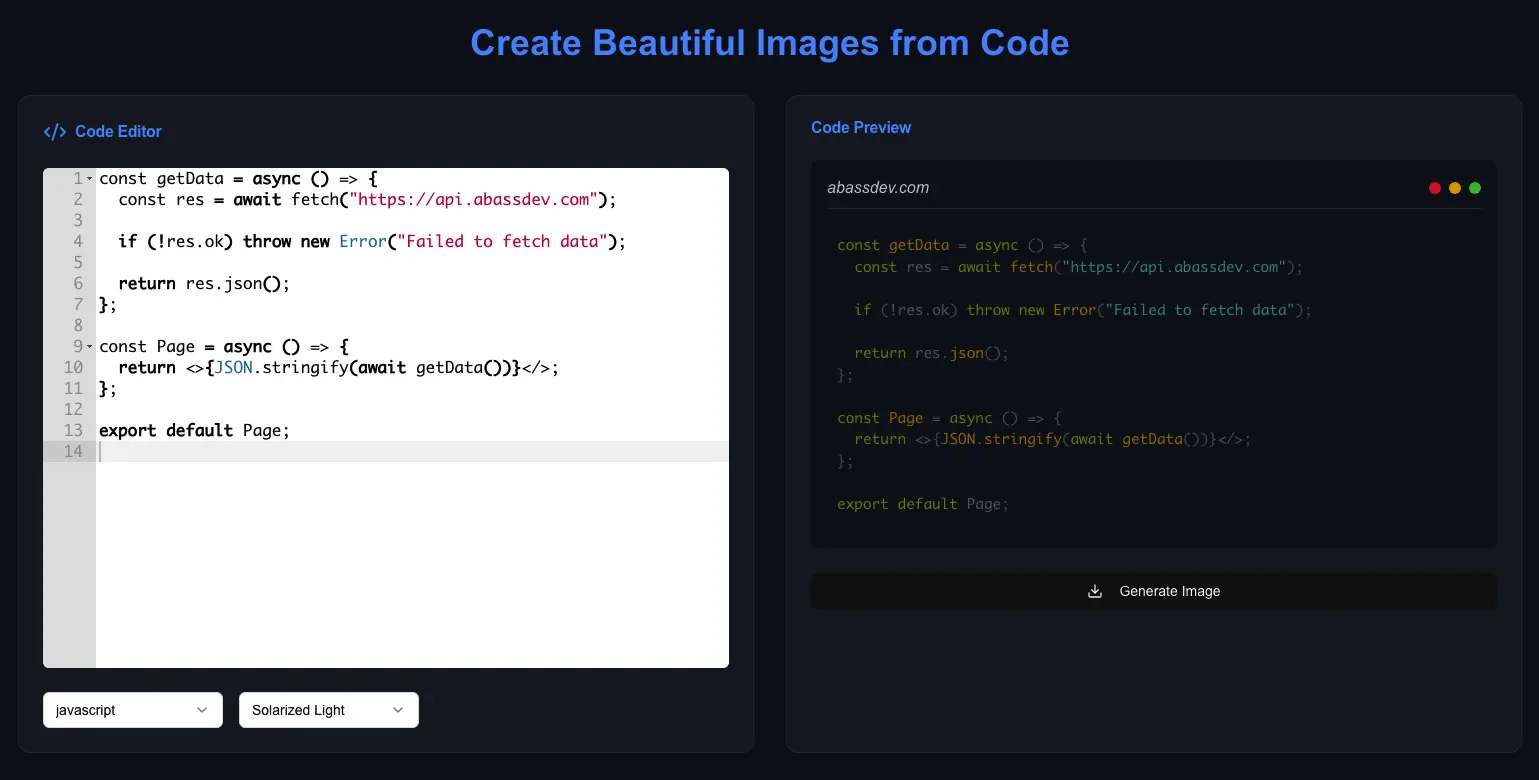 Create Beautiful Images from Code
</> Code Editor
1 const getData = async () => {
2   const res = await fetch("https://api.abassdev.com");
3
4   if (!res.ok) throw new Error("Failed to fetch data");
5
6   return res.json();
7 };
8
9 const Page = async () => {
10   return <>{JSON.stringify(await getData())}</>;
11 };
12
13 export default Page;
14
javascript
Solarized Light
Code Preview
abassdev.com
const getData = async () => {
  const res = await fetch("https://api.abassdev.com");
  if (!res.ok) throw new Error("Failed to fetch data");
  return res.json();
};
const Page = async () => {
  return <>{JSON.stringify(await getData())}</>;
};
export default Page;
Generate Image